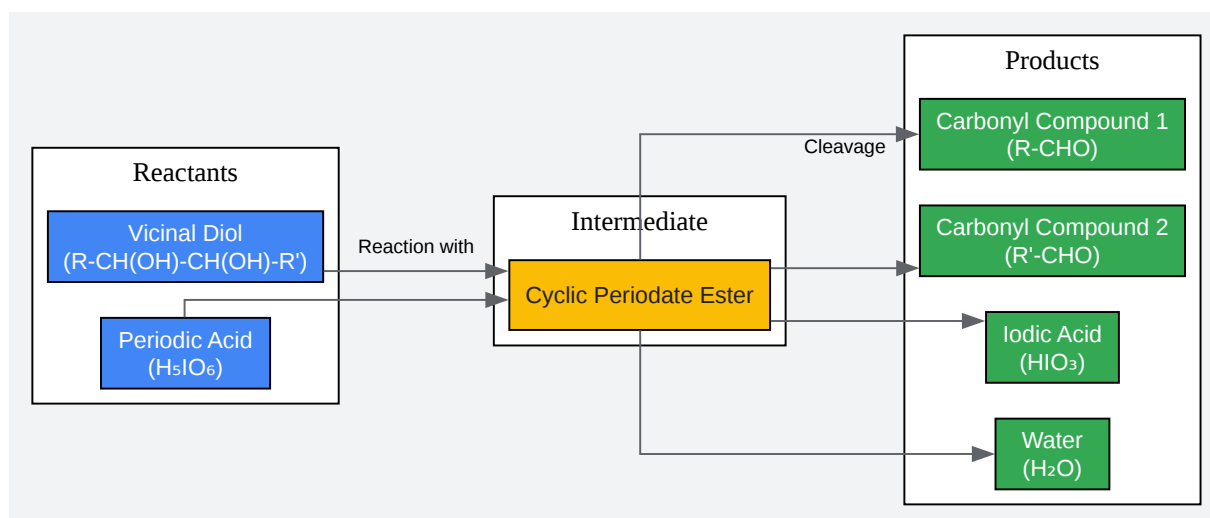 Reactants
Vicinal Diol
(R-CH(OH)-CH(OH)-R')
Periodic Acid
(H₅IO₆)
Reaction with
Intermediate
Cyclic Periodate Ester
Cleavage
Products
Carbonyl Compound 1
(R-CHO)
Carbonyl Compound 2
(R'-CHO)
Iodic Acid
(HIO₃)
Water
(H₂O)